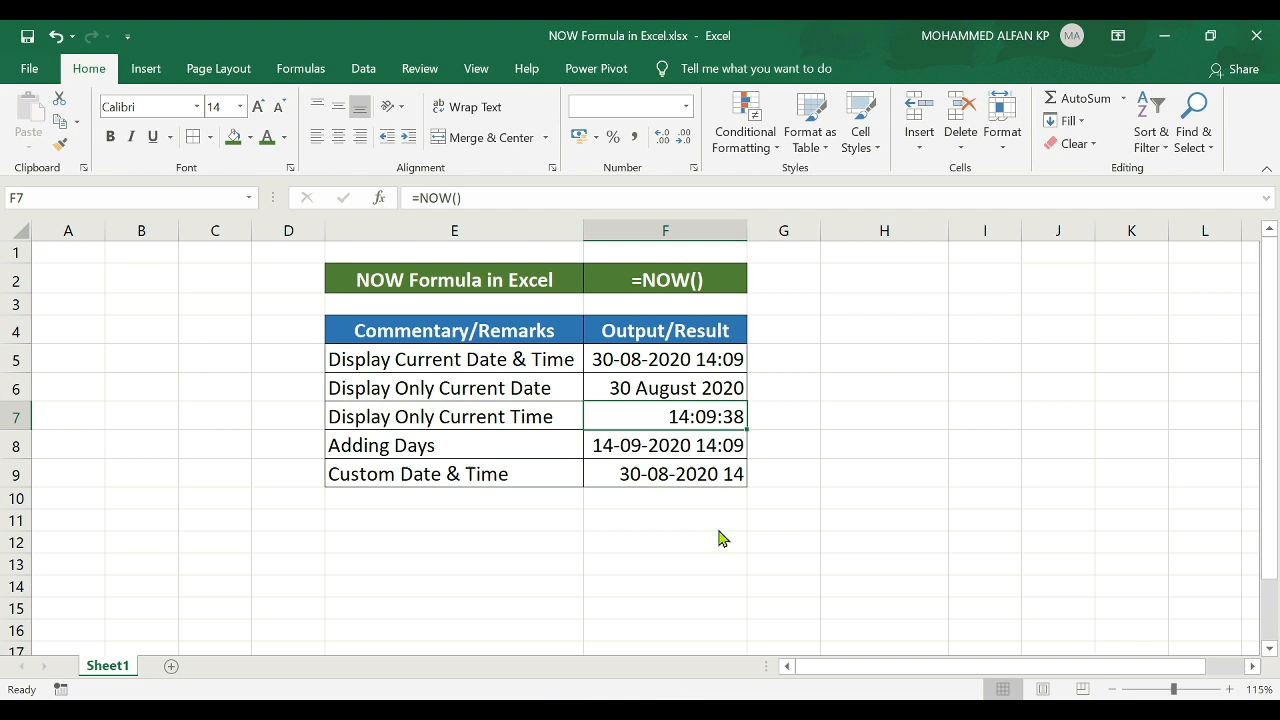 NOW Formula in Excel.xlsx - Excel
MOHAMMED ALFAN KP MA
File Home Insert Page Layout Formulas Data Review View Help Power Pivot Tell me what you want to do Share
Paste
Clipboard
Calibri 14
B I U A
Font
Wrap Text
Merge & Center
Alignment
% ,
Number
Conditional Formatting
Format as Table
Cell Styles
Styles
Insert Delete Format
Cells
AutoSum
Fill
Clear
Sort & Filter
Find & Select
Editing
F7 fx =NOW()
A B C D E F G H I J K L
1
2 NOW Formula in Excel =NOW()
3
4 Commentary/Remarks Output/Result
5 Display Current Date & Time 30-08-2020 14:09
6 Display Only Current Date 30 August 2020
7 Display Only Current Time 14:09:38
8 Adding Days 14-09-2020 14:09
9 Custom Date & Time 30-08-2020 14
10
11
12
13
14
15
16
17
Sheet1
Ready 115%